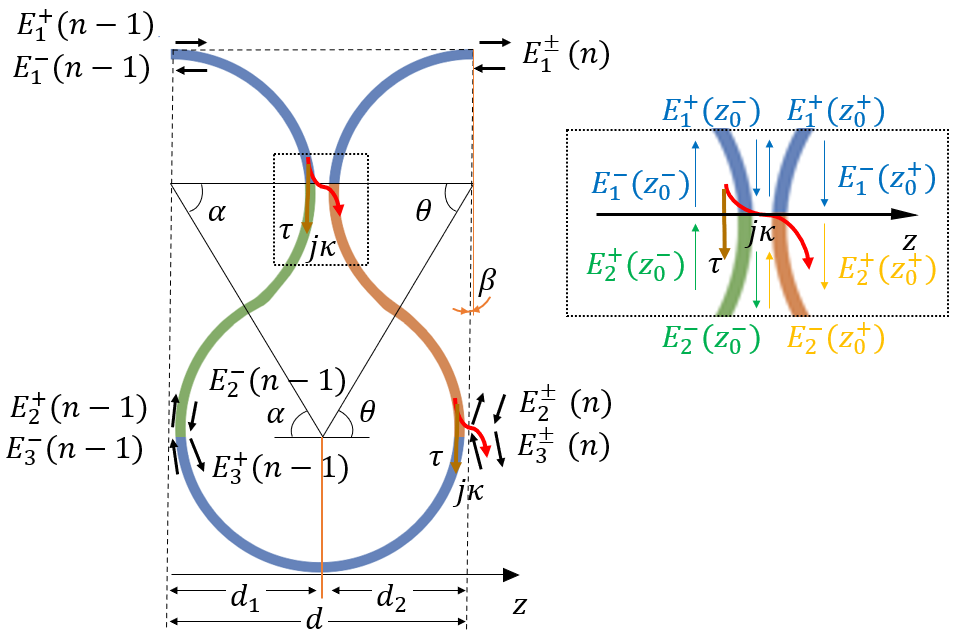 E₁⁺(n − 1)
E₁⁻(n − 1)
E₁^±(n)
α
θ
τ
jκ
β
E₁⁺(z₀⁻)
E₁⁺(z₀⁺)
E₁⁻(z₀⁻)
E₁⁻(z₀⁺)
jκ
z
τ
E₂⁺(z₀⁻)
E₂⁺(z₀⁺)
E₂⁻(z₀⁻)
E₂⁻(z₀⁺)
E₂⁻(n − 1)
E₂⁺(n − 1)
E₃⁻(n − 1)
E₃⁺(n − 1)
α
θ
E₂^± (n)
E₃^± (n)
τ
jκ
d₁
d₂
z
d